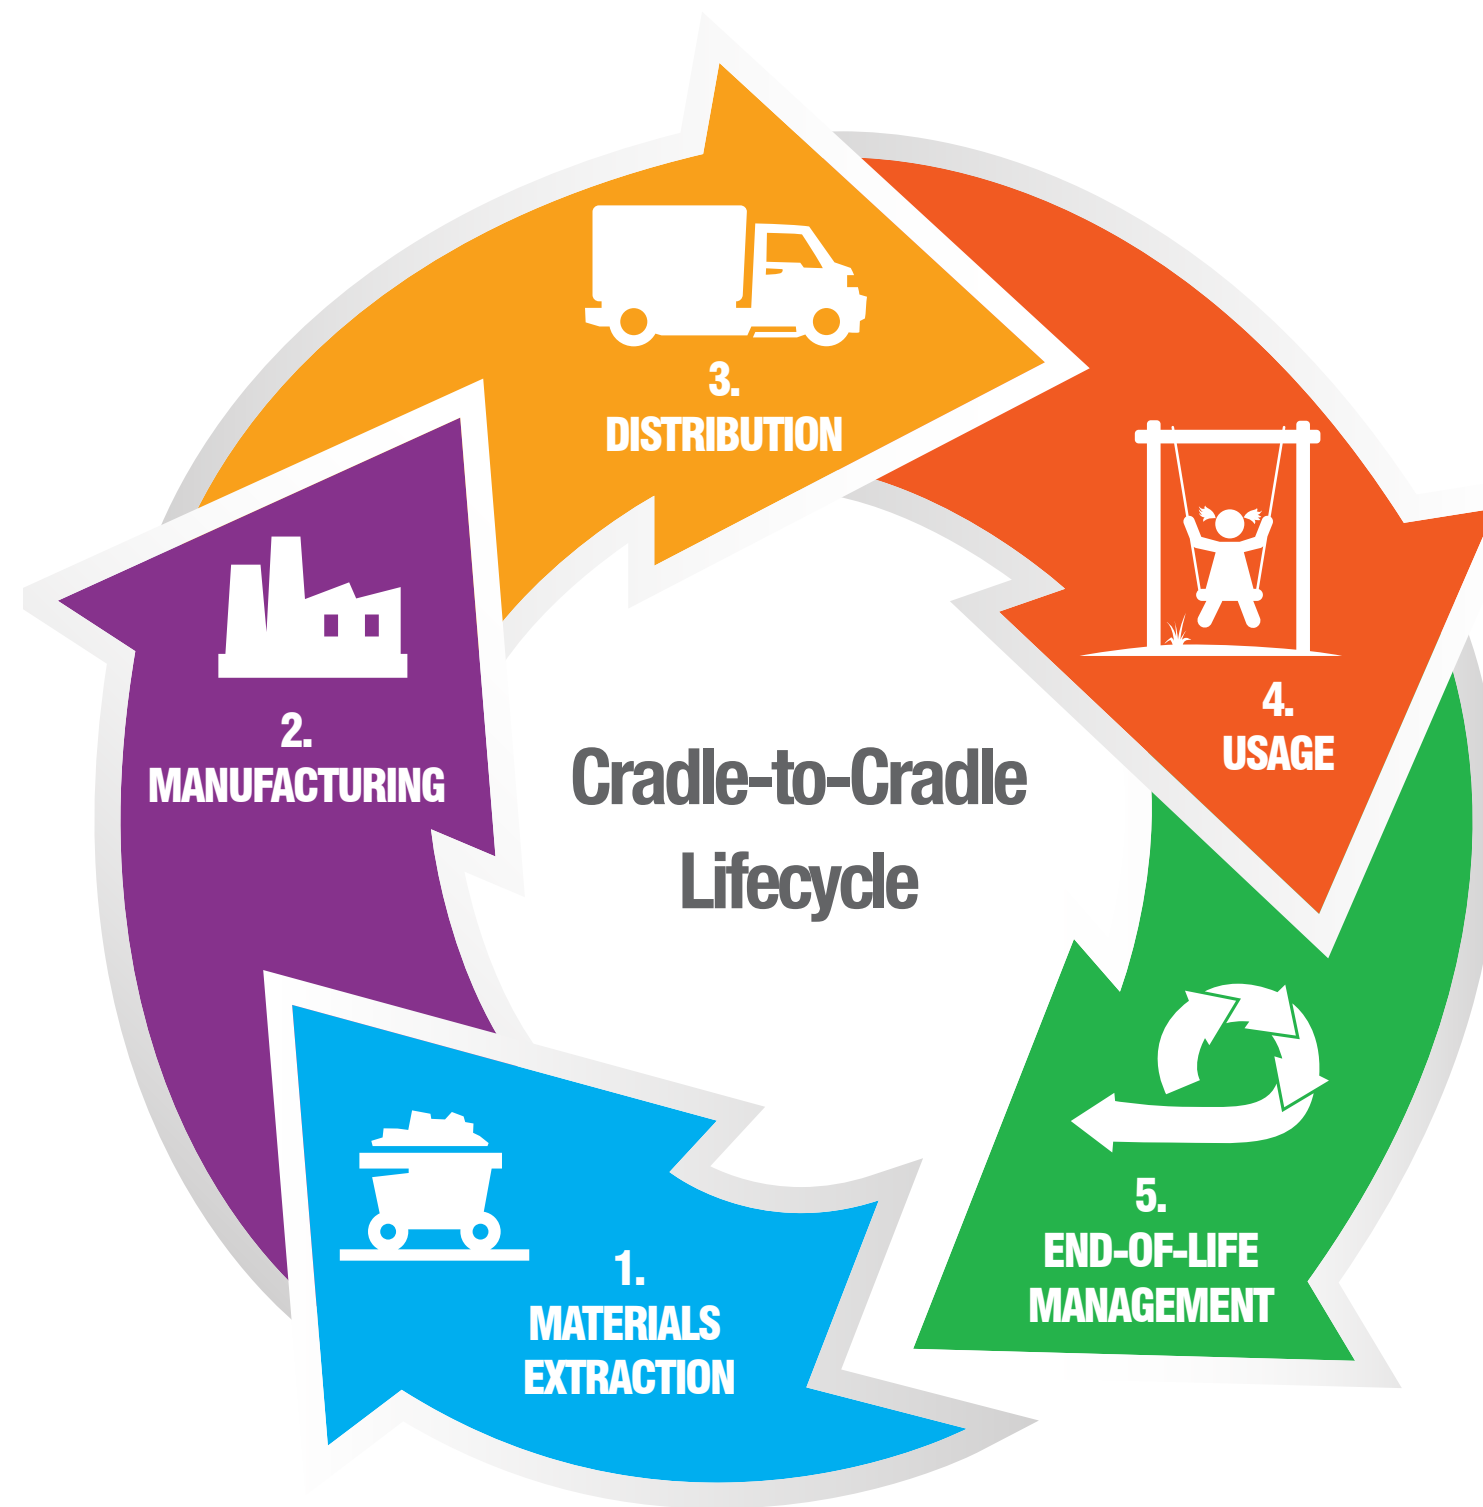 3.
DISTRIBUTION
4.
USAGE
2.
MANUFACTURING
Cradle-to-Cradle
Lifecycle
5.
END-OF-LIFE
MANAGEMENT
1.
MATERIALS
EXTRACTION